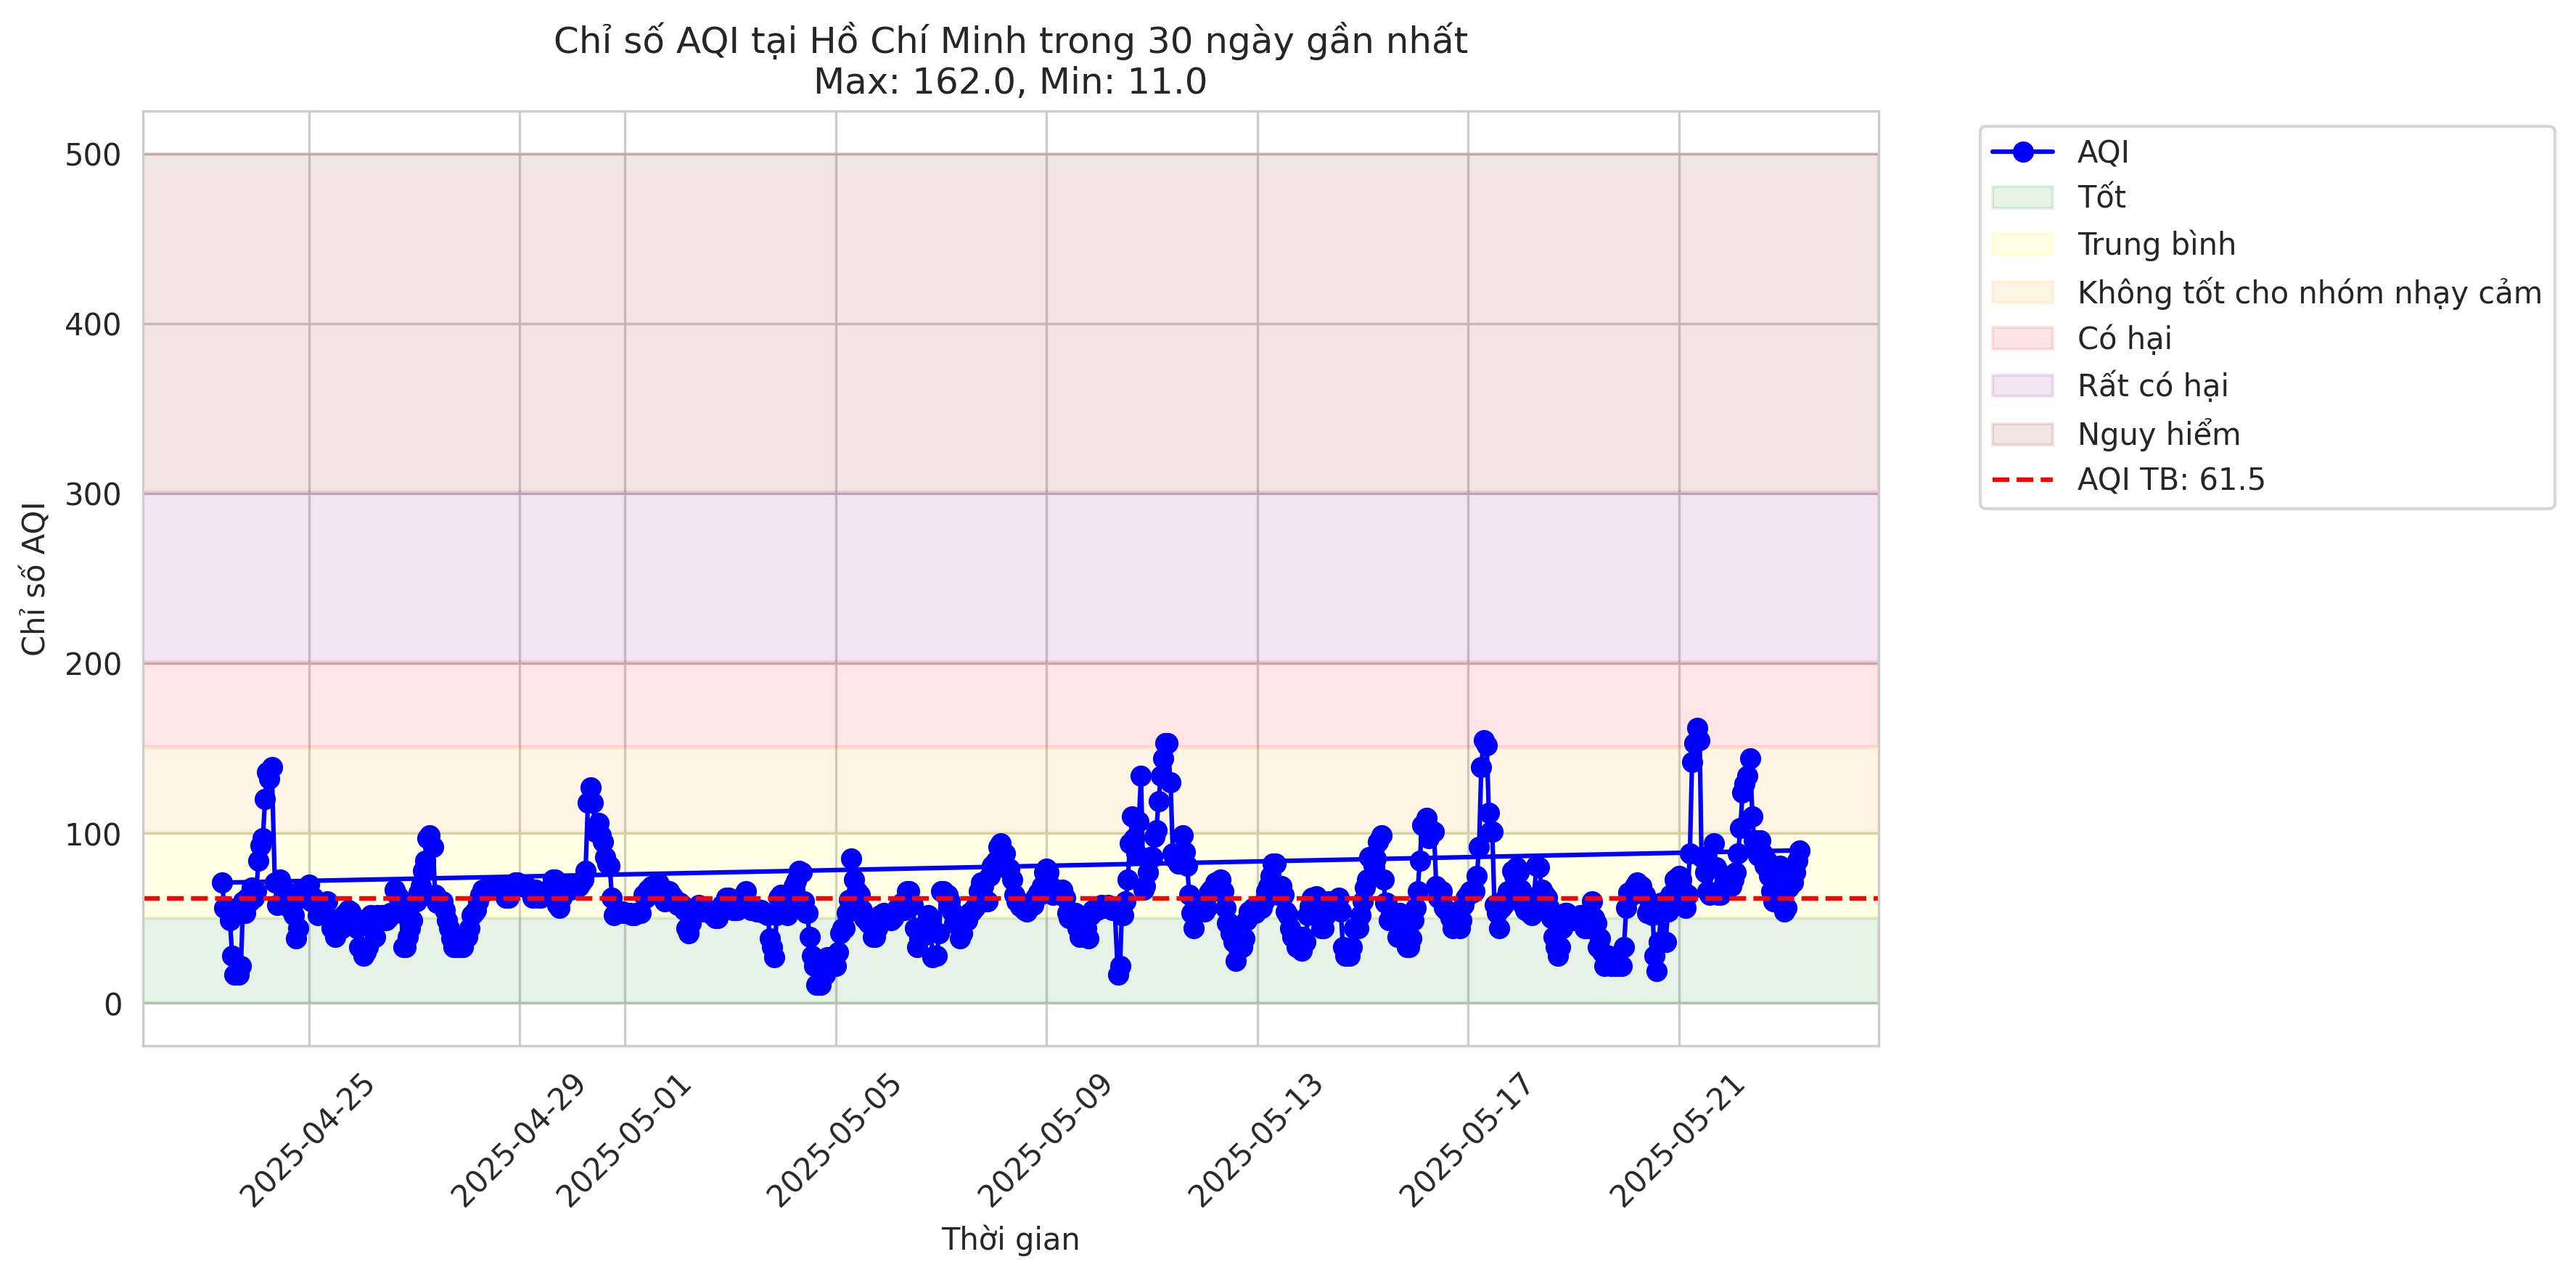 Chỉ số AQI tại Hồ Chí Minh trong 30 ngày gần nhất
Max: 162.0, Min: 11.0
Chỉ số AQI
500
400
300
200
100
0
2025-04-25
2025-04-29
2025-05-01
2025-05-05
2025-05-09
2025-05-13
2025-05-17
2025-05-21
Thời gian
AQI
Tốt
Trung bình
Không tốt cho nhóm nhạy cảm
Có hại
Rất có hại
Nguy hiểm
AQI TB: 61.5